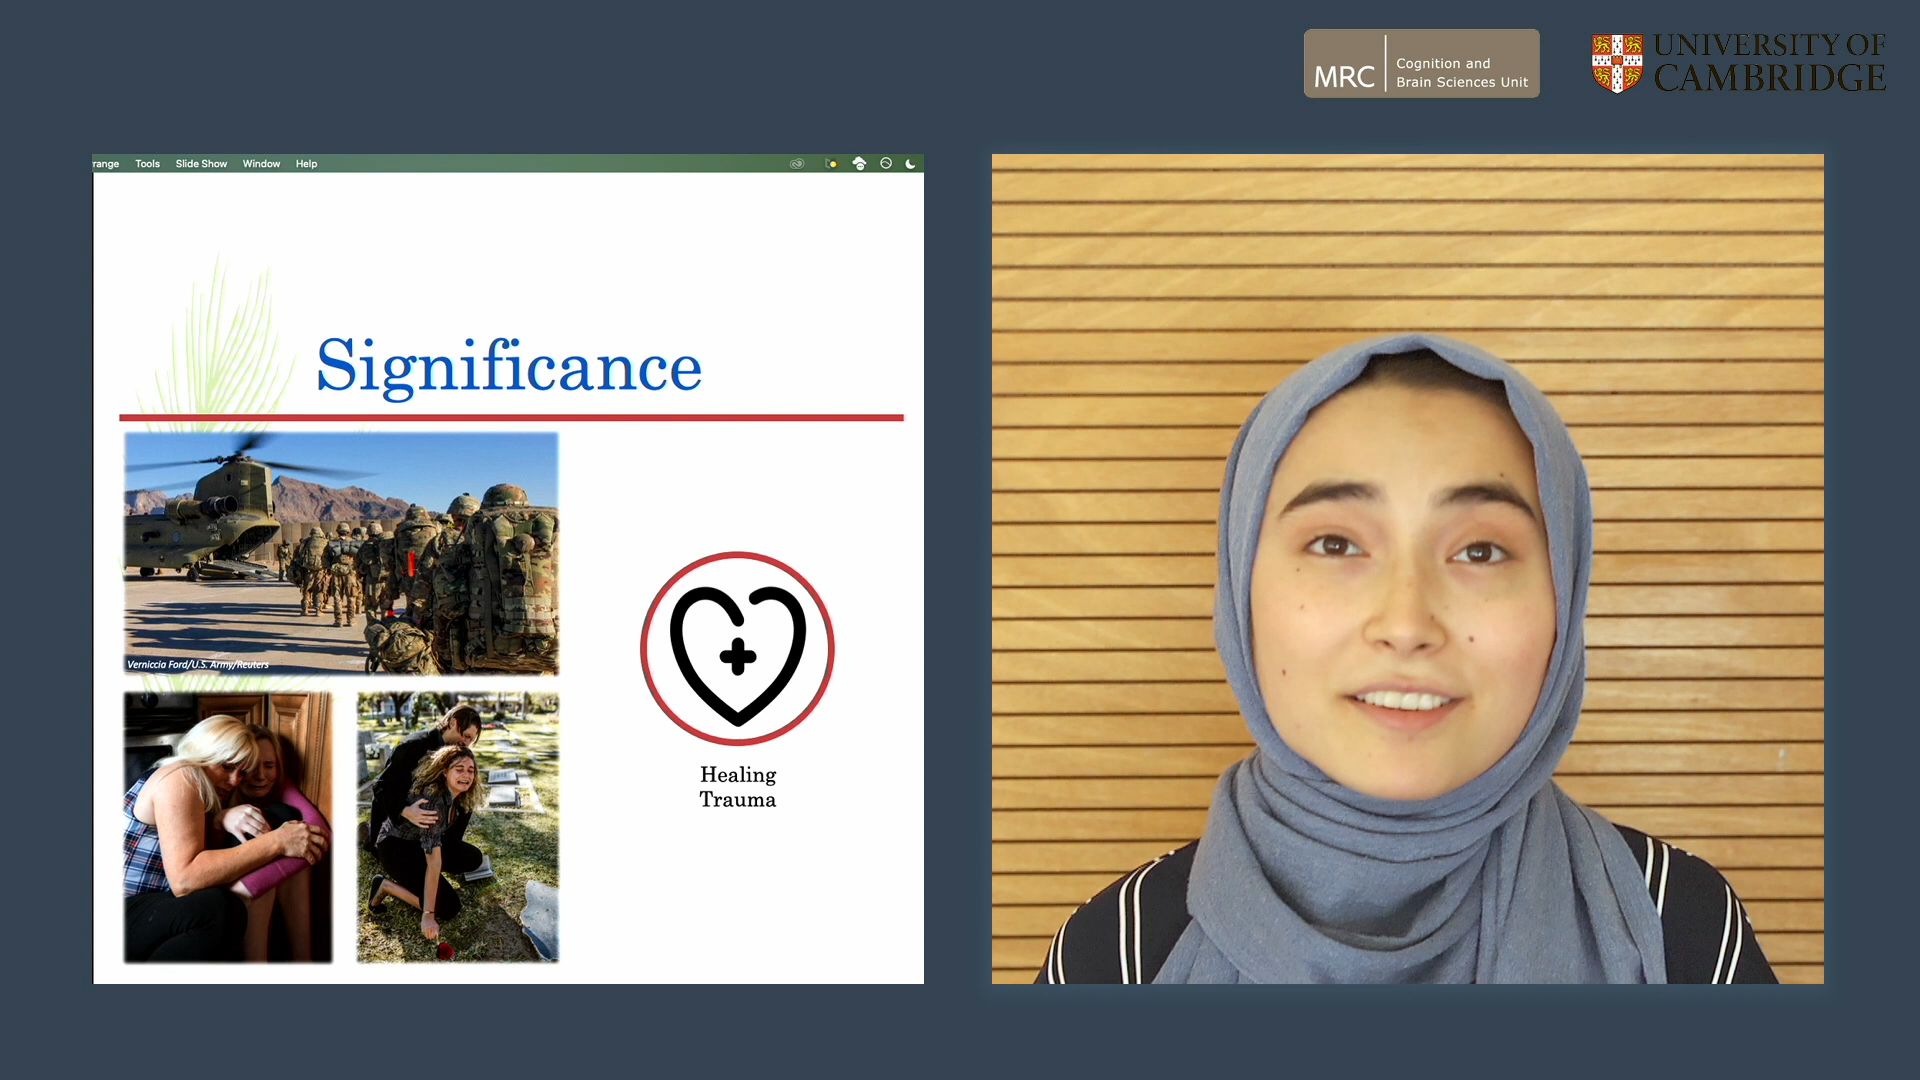 MRC
Cognition and
Brain Sciences Unit
UNIVERSITY OF
CAMBRIDGE
range Tools Slide Show Window Help
Significance
Verniccia Ford/U.S. Army/Reuters
Healing
Trauma